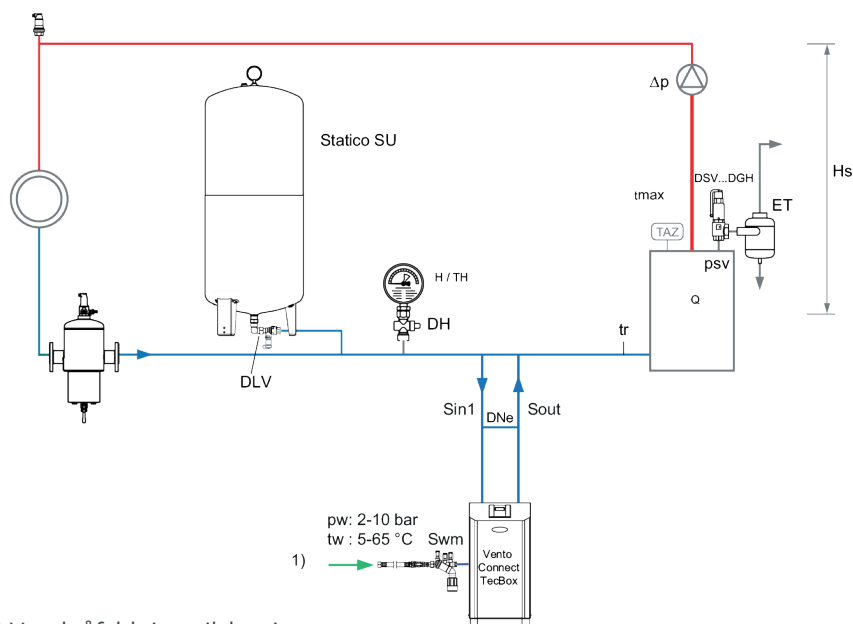 Δp
Statico SU
Hs
DSV...DGH
tmax
ET
TAZ
psv
H / TH
Q
DH
tr
DLV
Sin1
DNe
Sout
pw: 2-10 bar
tw : 5-65 °C
Swm
1)
Vento
Connect
TecBox